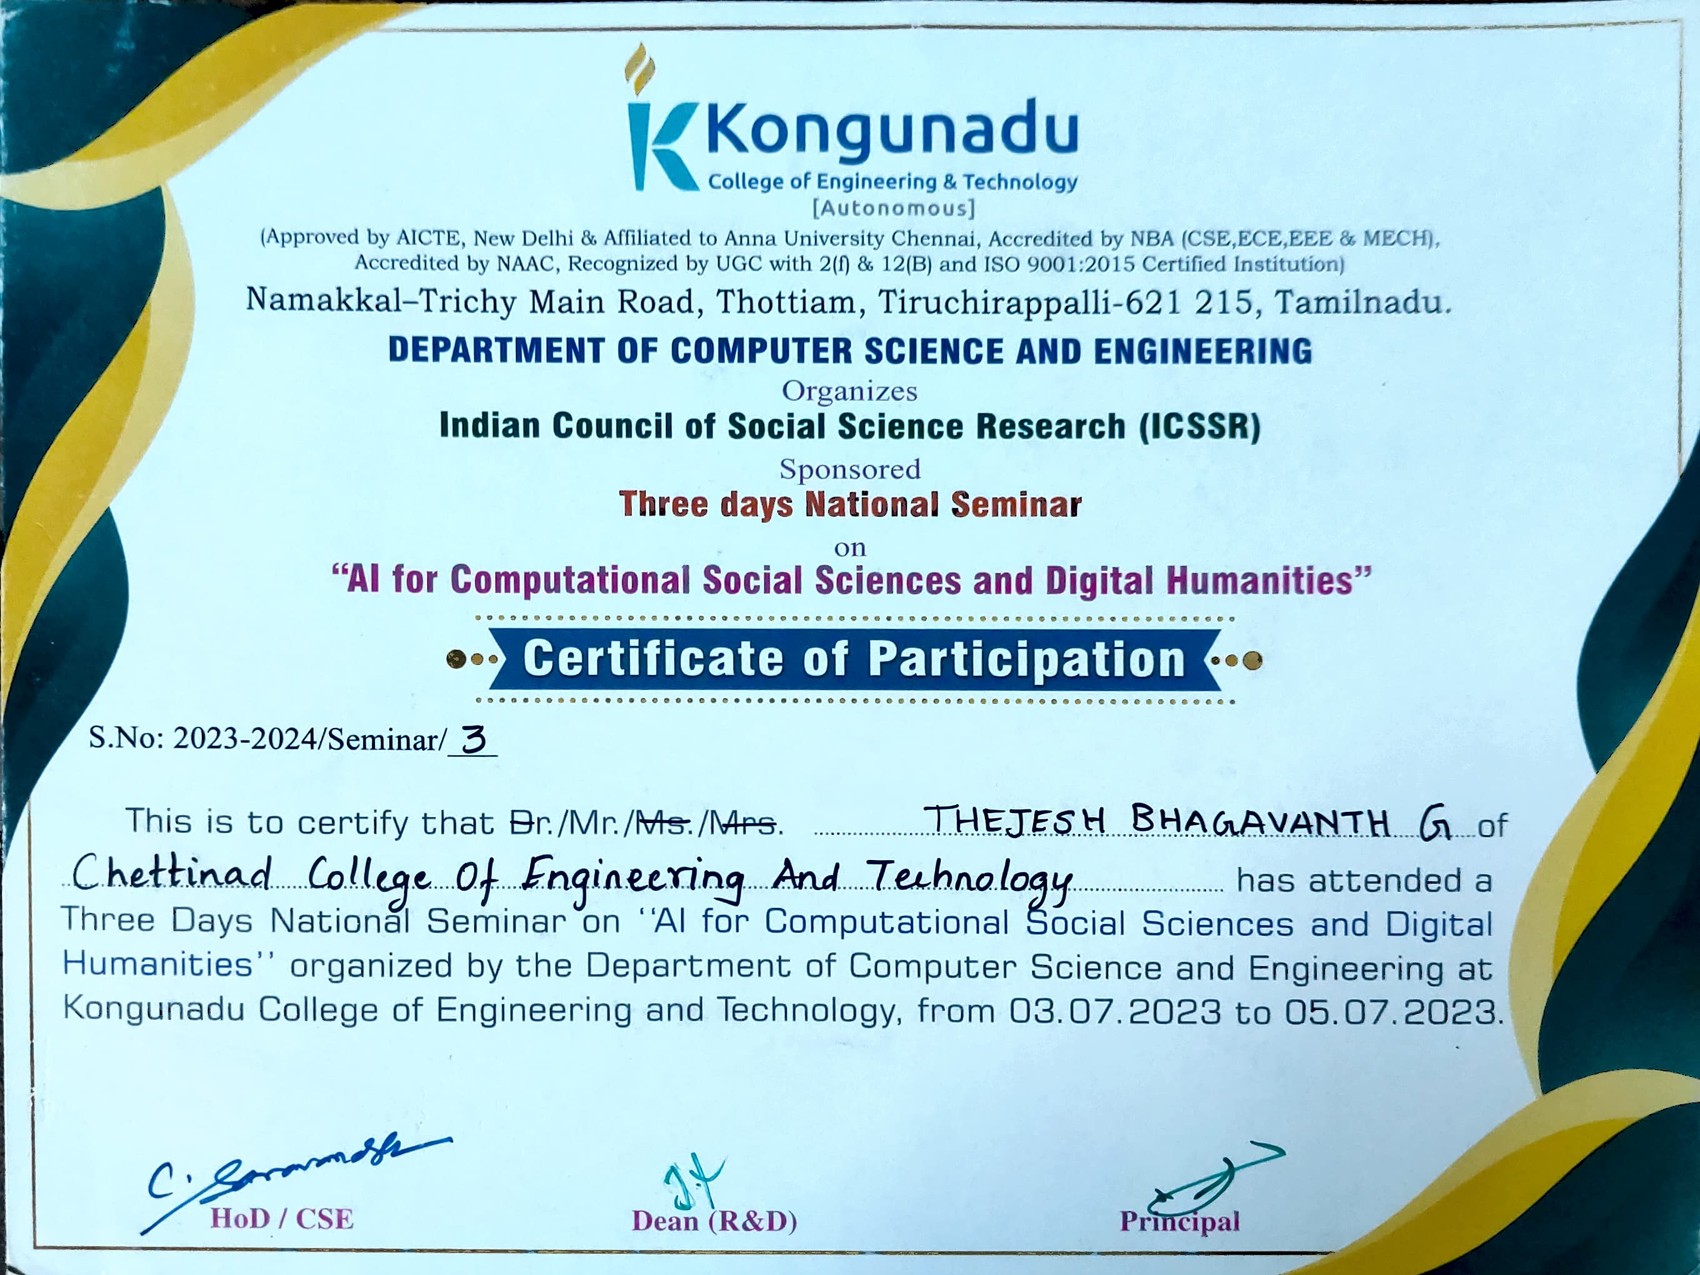 Kongunadu
College of Engineering & Technology
[Autonomous]
(Approved by AICTE, New Delhi & Affiliated to Anna University Chennai, Accredited by NBA (CSE,ECE,EEE & MECH),
Accredited by NAAC, Recognized by UGC with 2(f) & 12(B) and ISO 9001:2015 Certified Institution)
Namakkal–Trichy Main Road, Thottiam, Tiruchirappalli-621 215, Tamilnadu.
DEPARTMENT OF COMPUTER SCIENCE AND ENGINEERING
Organizes
Indian Council of Social Science Research (ICSSR)
Sponsored
Three days National Seminar
on
“AI for Computational Social Sciences and Digital Humanities”
Certificate of Participation
S.No: 2023-2024/Seminar/ 3
This is to certify that Dr./Mr./Ms./Mrs. THEJESH BHAGAVANTH G of
Chettinad College Of Engineering And Technology has attended a
Three Days National Seminar on ‘‘AI for Computational Social Sciences and Digital
Humanities’’ organized by the Department of Computer Science and Engineering at
Kongunadu College of Engineering and Technology, from 03.07.2023 to 05.07.2023.
HoD / CSE Dean (R&D) Principal